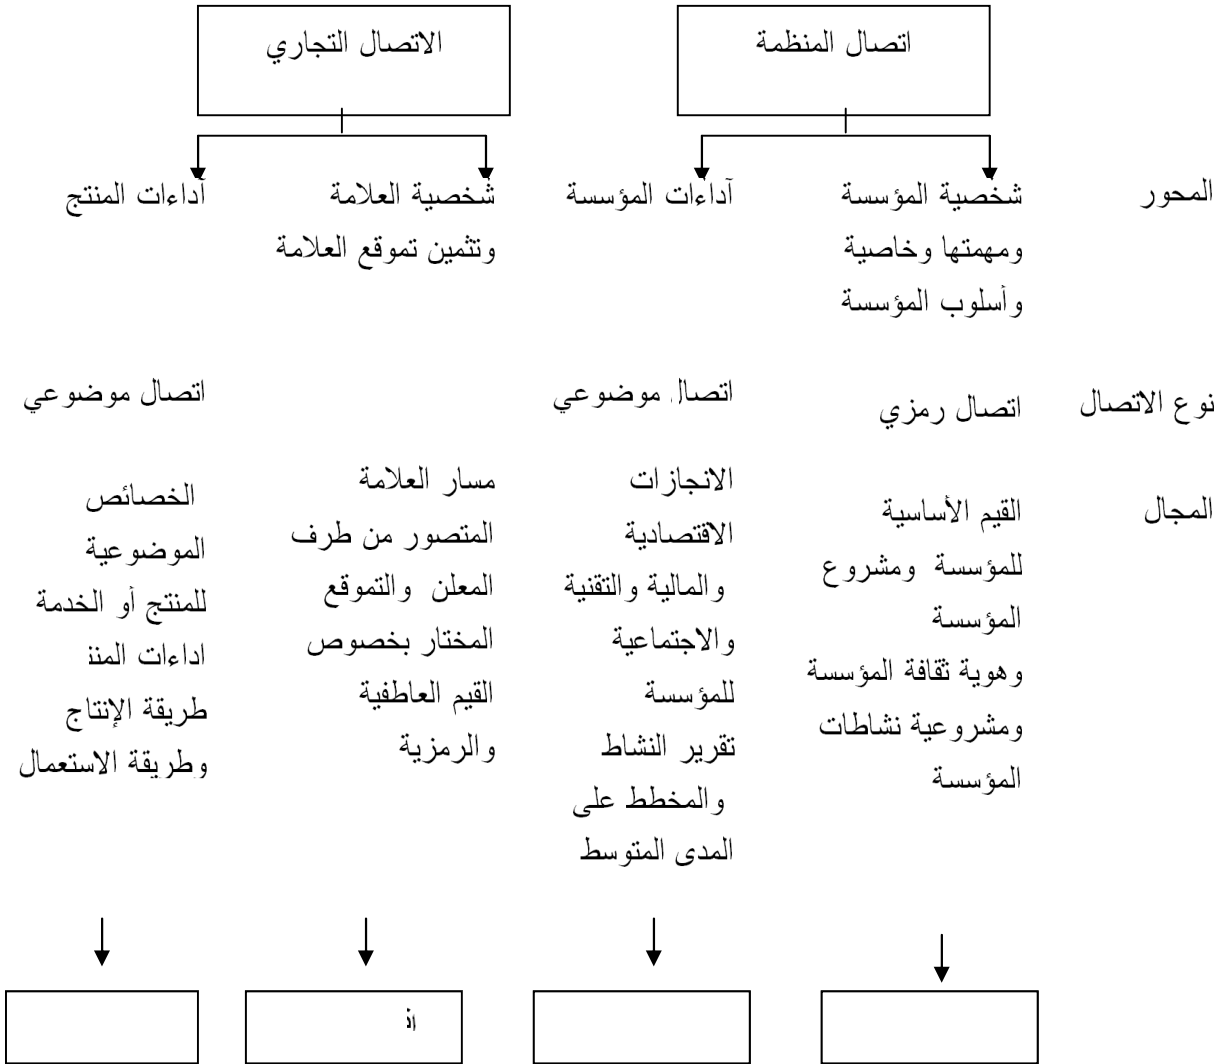 اتصال المنظمة
الاتصال التجاري
المحور
شخصية المؤسسة
ومهمتها وخاصية
وأسلوب المؤسسة
آداءات المؤسسة
شخصية العلامة
وتثمين تموقع العلامة
آداءات المنتج
نوع الاتصال
اتصال رمزي
اتصال موضوعي
اتصال موضوعي
المجال
القيم الأساسية
للمؤسسة ومشروع
المؤسسة
وهوية ثقافة المؤسسة
ومشروعية نشاطات
المؤسسة
الانجازات
الاقتصادية
والمالية والتقنية
والاجتماعية
للمؤسسة
تقرير النشاط
والمخطط على
المدى المتوسط
مسار العلامة
المتصور من طرف
المعلن والتموقع
المختار بخصوص
القيم العاطفية
والرمزية
الخصائص
الموضوعية
للمنتج أو الخدمة
اداءات
طريقة الإنتاج
وطريقة الاستعمال